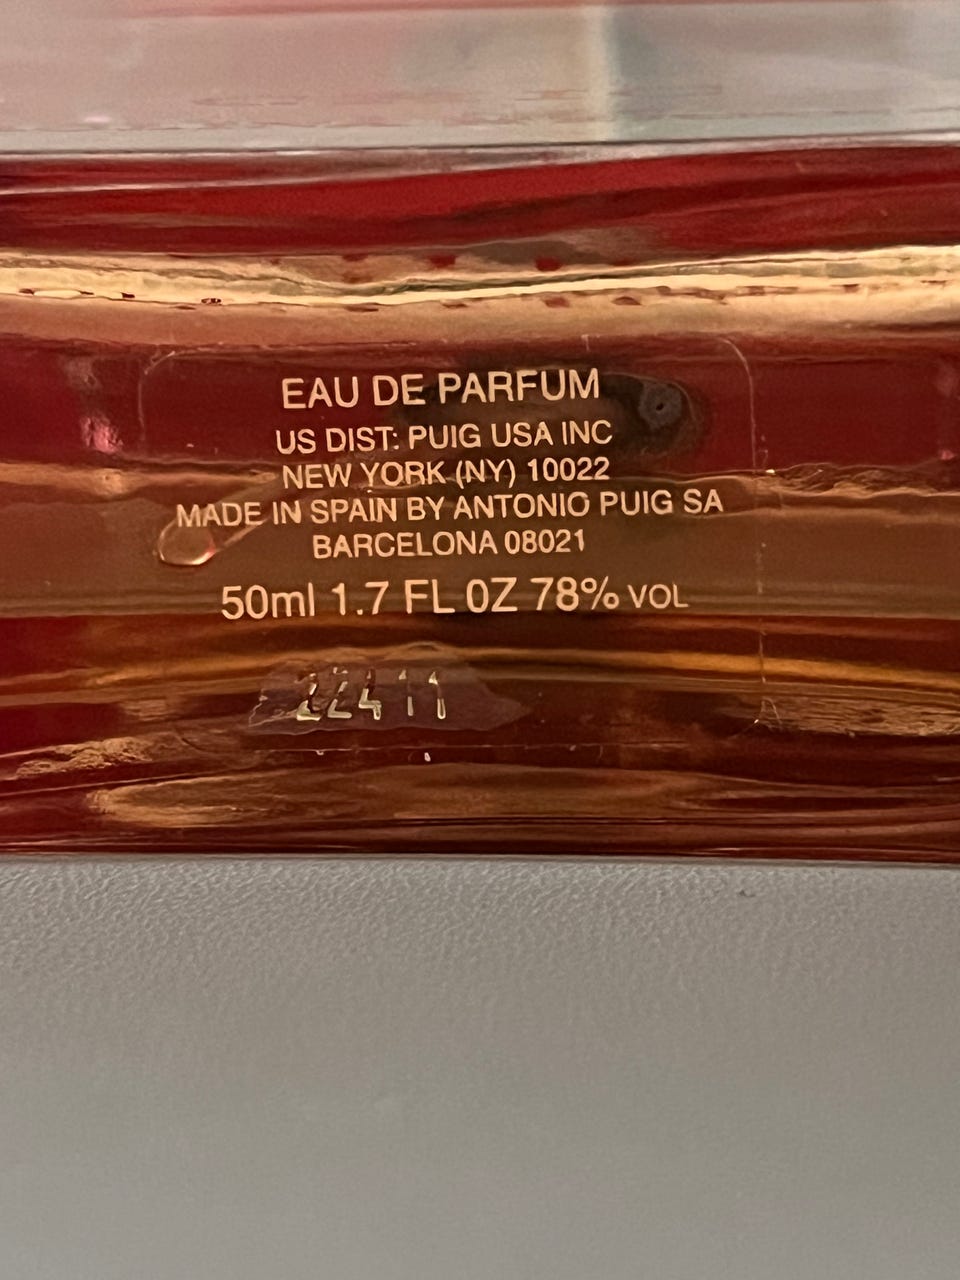 EAU DE PARFUM
US DIST: PUIG USA INC
NEW YORK (NY) 10022
MADE IN SPAIN BY ANTONIO PUIG SA
BARCELONA 08021
50ml 1.7 FL 0Z 78% VOL
22411